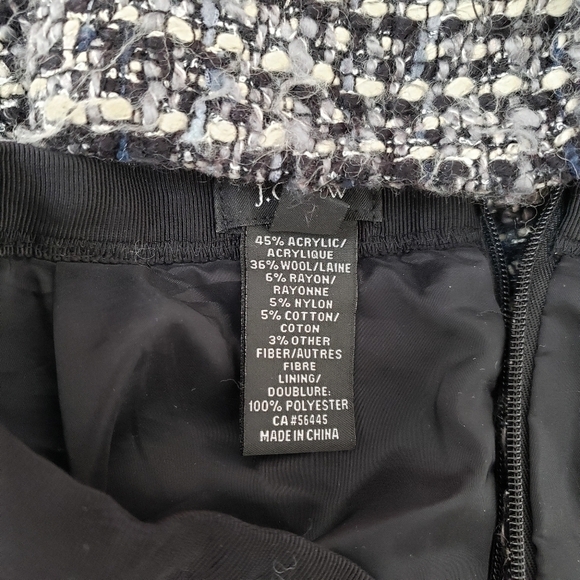 45% ACRYLIC/
ACRYLIQUE
36% WOOL/LAINE
6% RAYON/
RAYONNE
5% NYLON
5% COTTON/
COTON
3% OTHER
FIBER/AUTRES
FIBRE
LINING/
DOUBLURE:
100% POLYESTER
CA#56445
MADE IN CHINA